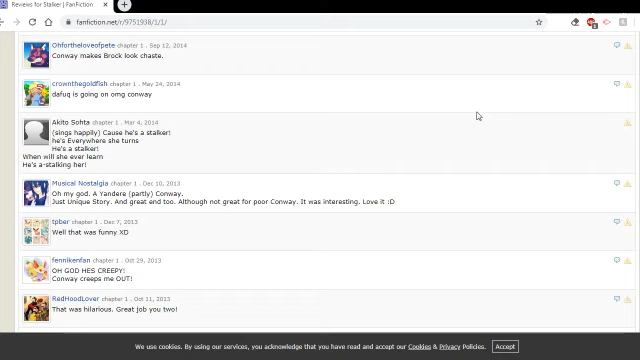 Reviews for Stalker | FanFiction
fanfiction.net/r/9751938/1/1/
Ohfortheloveofpete chapter 1 . Sep 12, 2014
Conway makes Brock look chaste.
crownthegoldfish chapter 1 . May 24, 2014
dafuq is going on omg conway
Akito Sohta chapter 1 . Mar 4, 2014
(sings happily) Cause he's a stalker!
he's Everywhere she turns
He's a stalker!
When will she ever learn
He's a-stalking her!
Musical Nostalgia chapter 1 . Dec 10, 2013
Oh my god. A Yandere (partly) Conway.
Just Unique Story. And great end too. Although not great for poor Conway. It was interesting. Love it :D
tpber chapter 1 . Dec 7, 2013
Well that was funny XD
fennikenfan chapter 1 . Oct 29, 2013
OH GOD HES CREEPY!
Conway creeps me OUT!
RedHoodLover chapter 1 . Oct 11, 2013
That was hilarious. Great job you two!
We use cookies. By using our services, you acknowledge that you have read and accept our Cookies & Privacy Policies. Accept